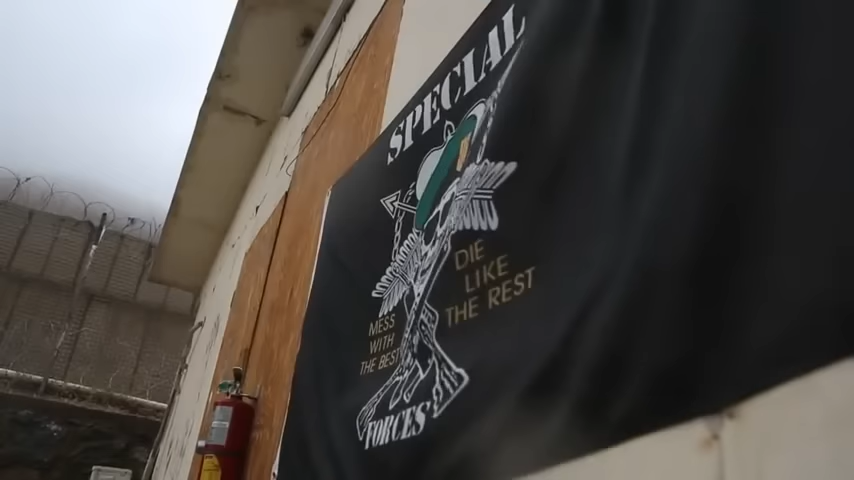 SPECIAL
MESS
WITH
THE BEST
DIE
LIKE
THE REST
FORCES